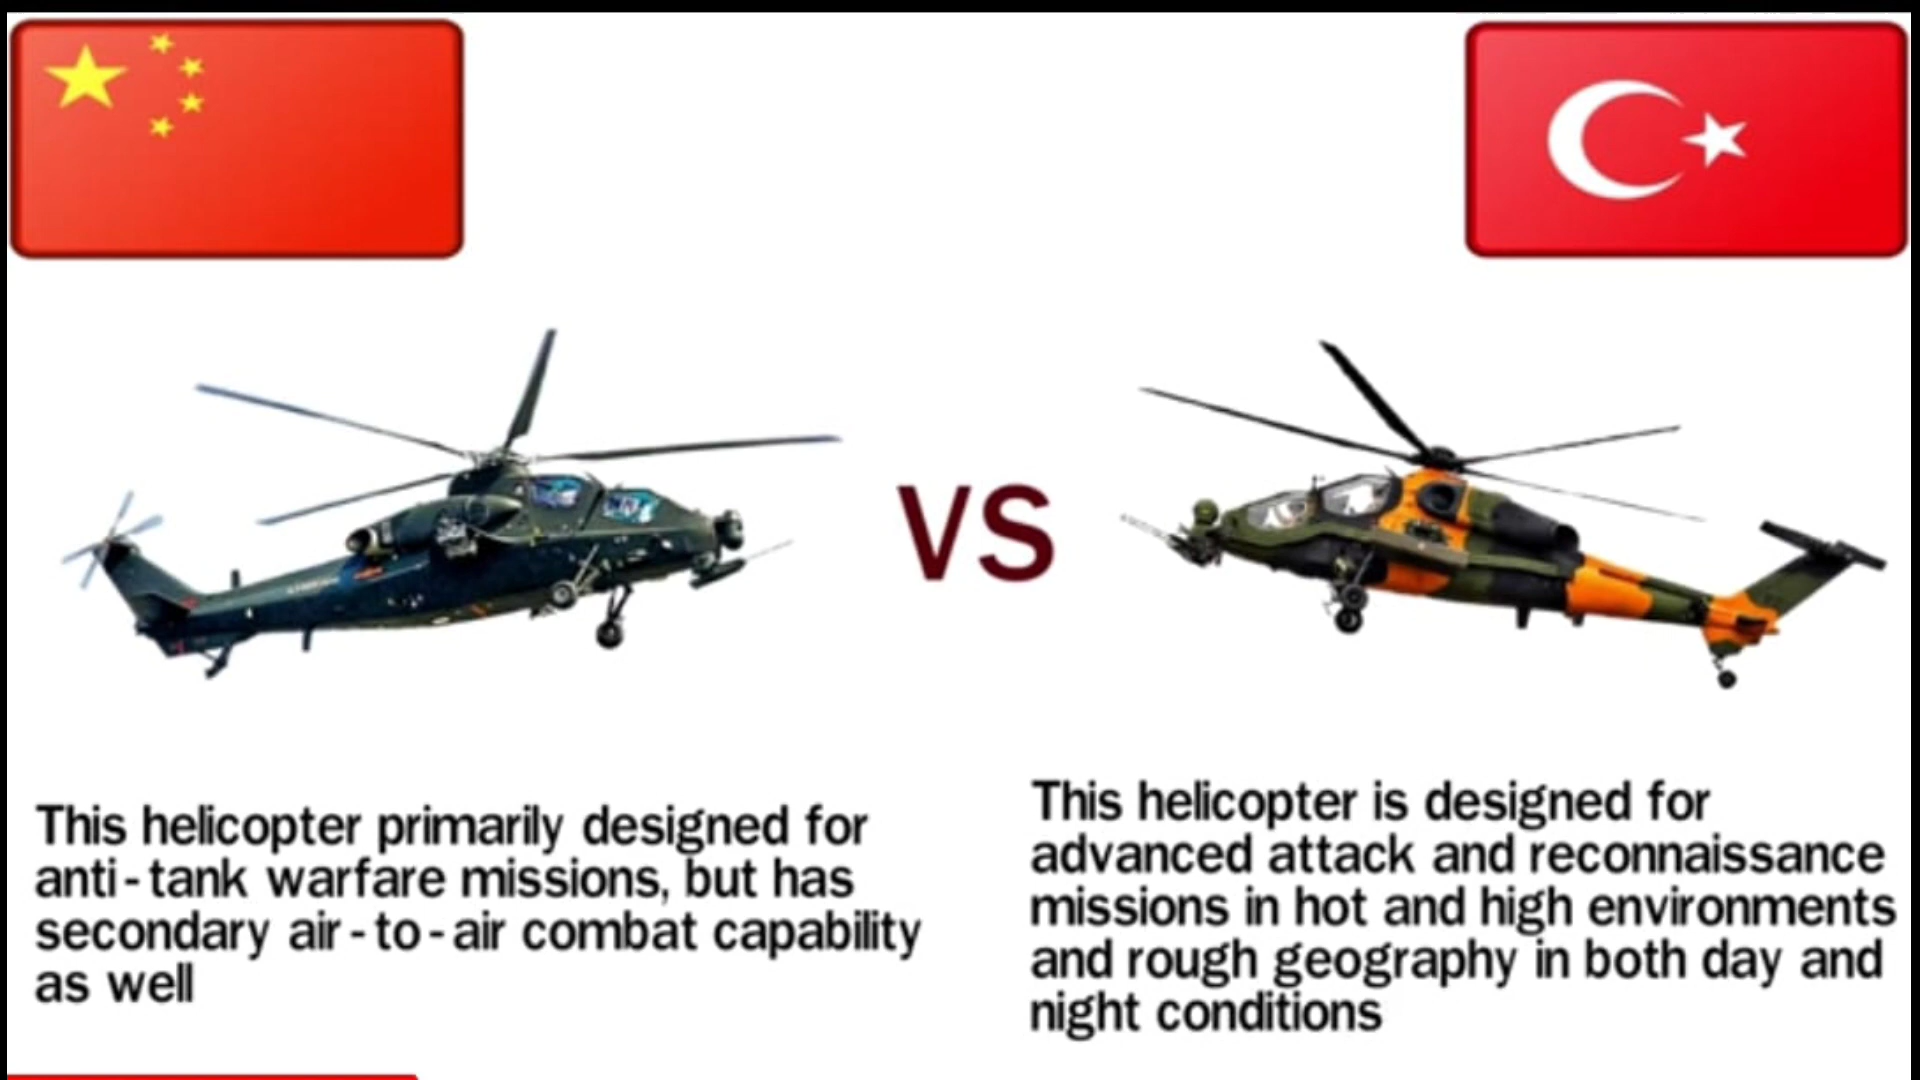 VS
This helicopter primarily designed for
anti-tank warfare missions, but has
secondary air-to-air combat capability
as well
This helicopter is designed for
advanced attack and reconnaissance
missions in hot and high environments
and rough geography in both day and
night conditions